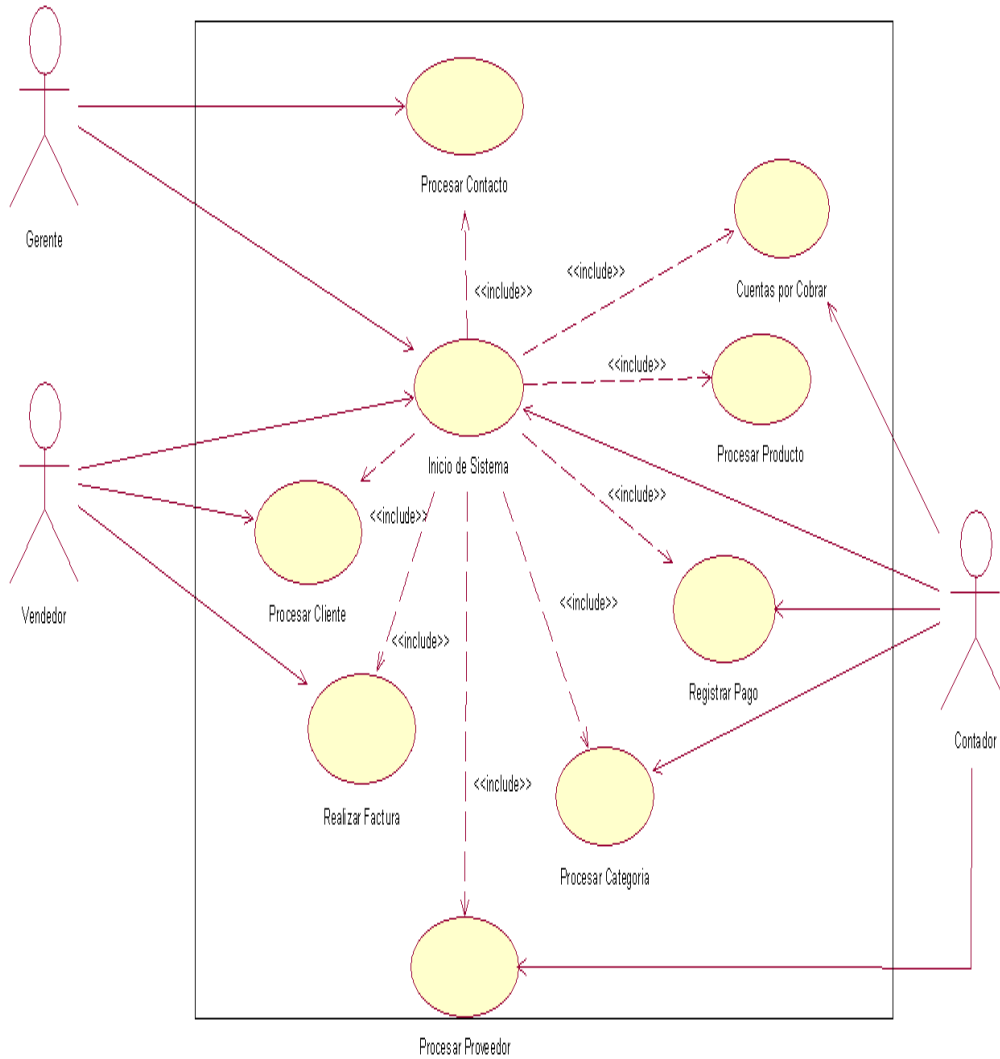 Procesar Contacto
Gerente
<<include>>
<<include>>
Cuentas por Cobrar
<<include>>
Procesar Producto
Inicio de Sistema
<<include>>
<<include>>
Procesar Cliente
Vendedor
<<include>>
<<include>>
Registrar Pago
Contador
<<include>>
Realizar Factura
Procesar Categoria
Procesar Proveedor